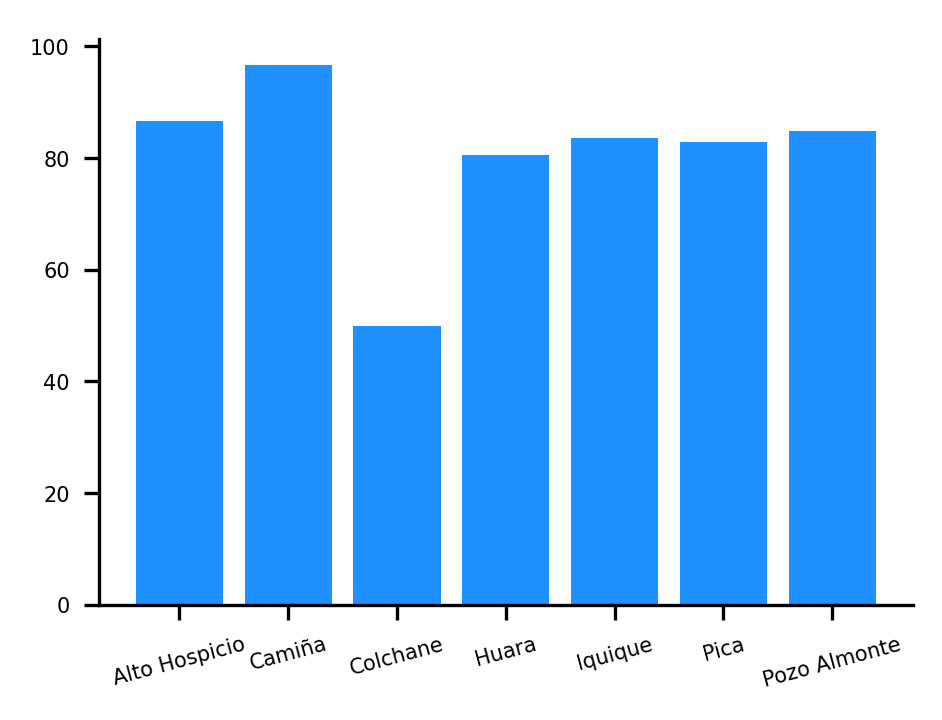 100
80
60
40
20
0
Alto Hospicio
Camiña
Colchane
Huara
Iquique
Pica
Pozo Almonte